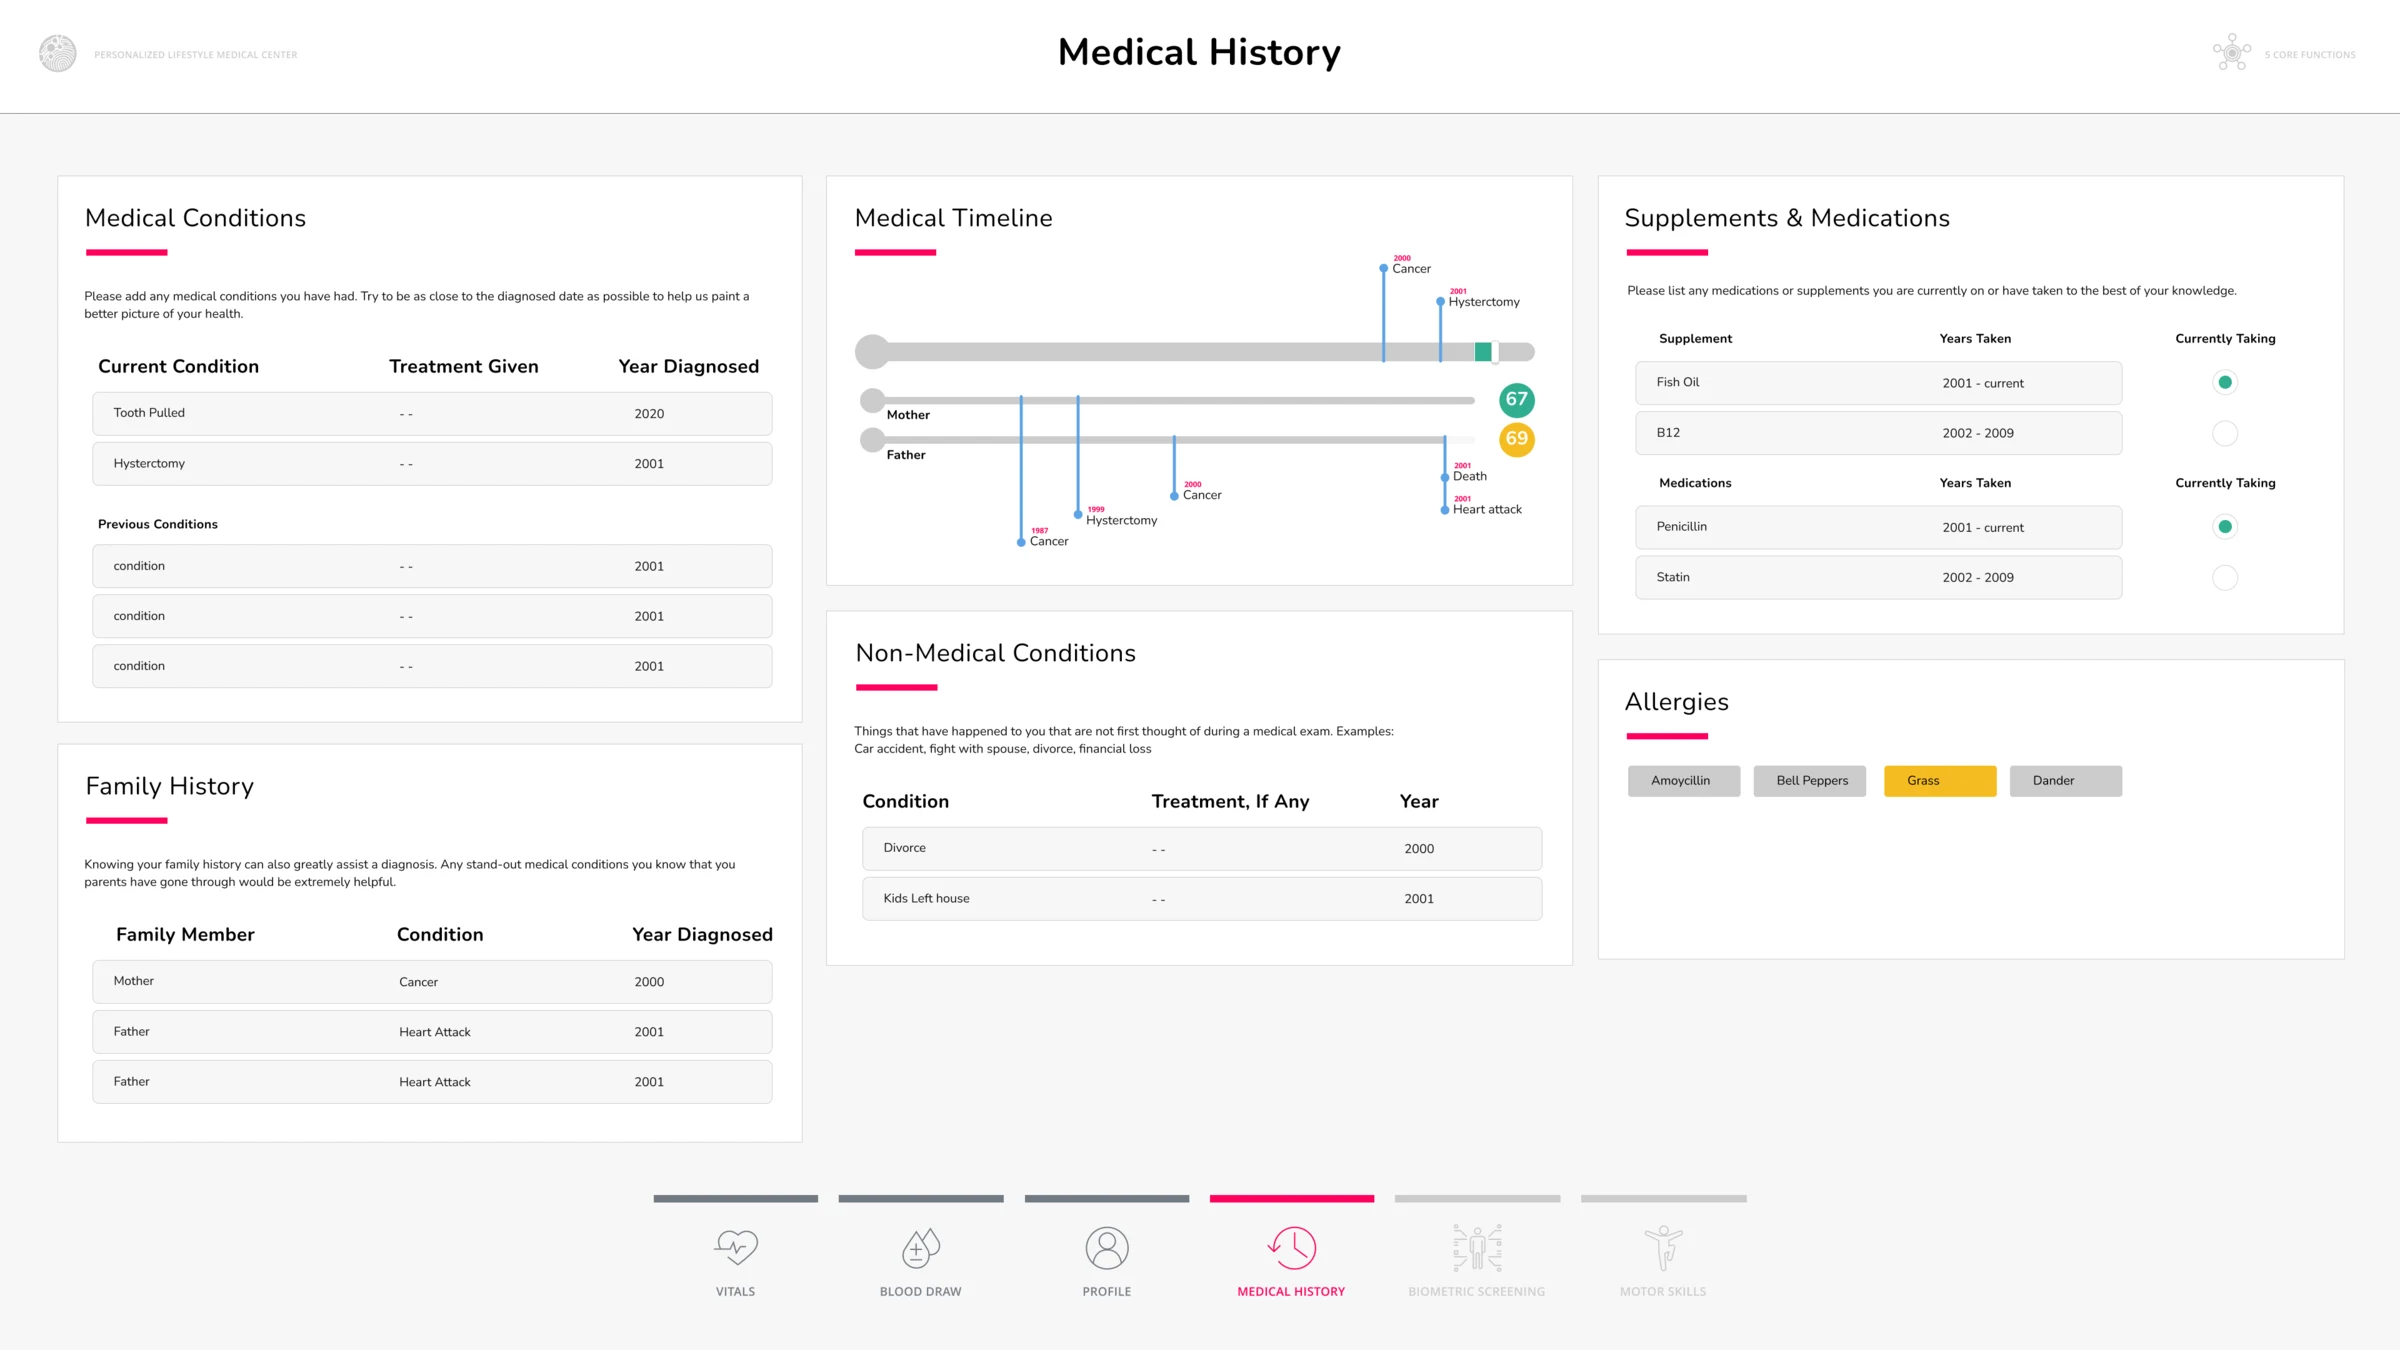 PERSONALIZED LIFESTYLE MEDICAL CENTER
Medical History
5 CORE FUNCTIONS
Medical Conditions
Please add any medical conditions you have had. Try to be as close to the diagnosed date as possible to help us paint a
better picture of your health.
Current Condition Treatment Given Year Diagnosed
Tooth Pulled - - 2020
Hysterctomy - - 2001
Previous Conditions
condition - - 2001
condition - - 2001
condition - - 2001
Family History
Knowing your family history can also greatly assist a diagnosis. Any stand-out medical conditions you know that you
parents have gone through would be extremely helpful.
Family Member Condition Year Diagnosed
Mother Cancer 2000
Father Heart Attack 2001
Father Heart Attack 2001
Medical Timeline
2000
Cancer
2001
Hysterctomy
67
Mother
69
Father
2001
Death
2000
Cancer
2001
Heart attack
1999
Hysterctomy
1987
Cancer
Non-Medical Conditions
Things that have happened to you that are not first thought of during a medical exam. Examples:
Car accident, fight with spouse, divorce, financial loss
Condition Treatment, If Any Year
Divorce - - 2000
Kids Left house - - 2001
Supplements & Medications
Please list any medications or supplements you are currently on or have taken to the best of your knowledge.
Supplement Years Taken Currently Taking
Fish Oil 2001 - current
B12 2002 - 2009
Medications Years Taken Currently Taking
Penicillin 2001 - current
Statin 2002 - 2009
Allergies
Amoycillin Bell Peppers Grass Dander
VITALS BLOOD DRAW PROFILE MEDICAL HISTORY BIOMETRIC SCREENING MOTOR SKILLS